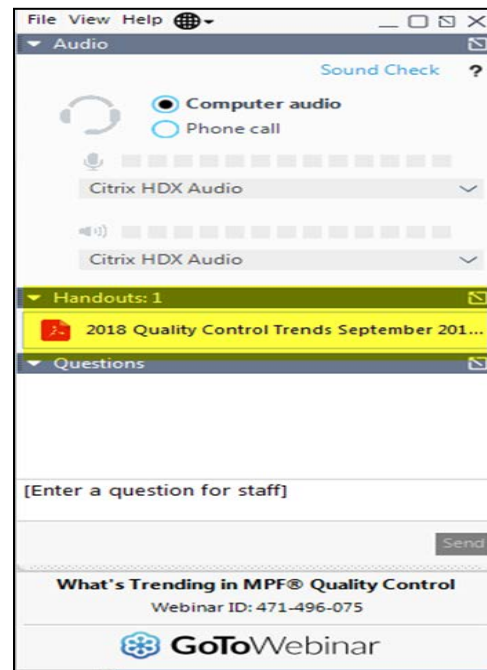 File View Help
Audio
Sound Check ?
Computer audio
Phone call
Citrix HDX Audio
Citrix HDX Audio
Handouts: 1
2018 Quality Control Trends September 201...
Questions
[Enter a question for staff]
Send
What's Trending in MPF® Quality Control
Webinar ID: 471-496-075
GoToWebinar